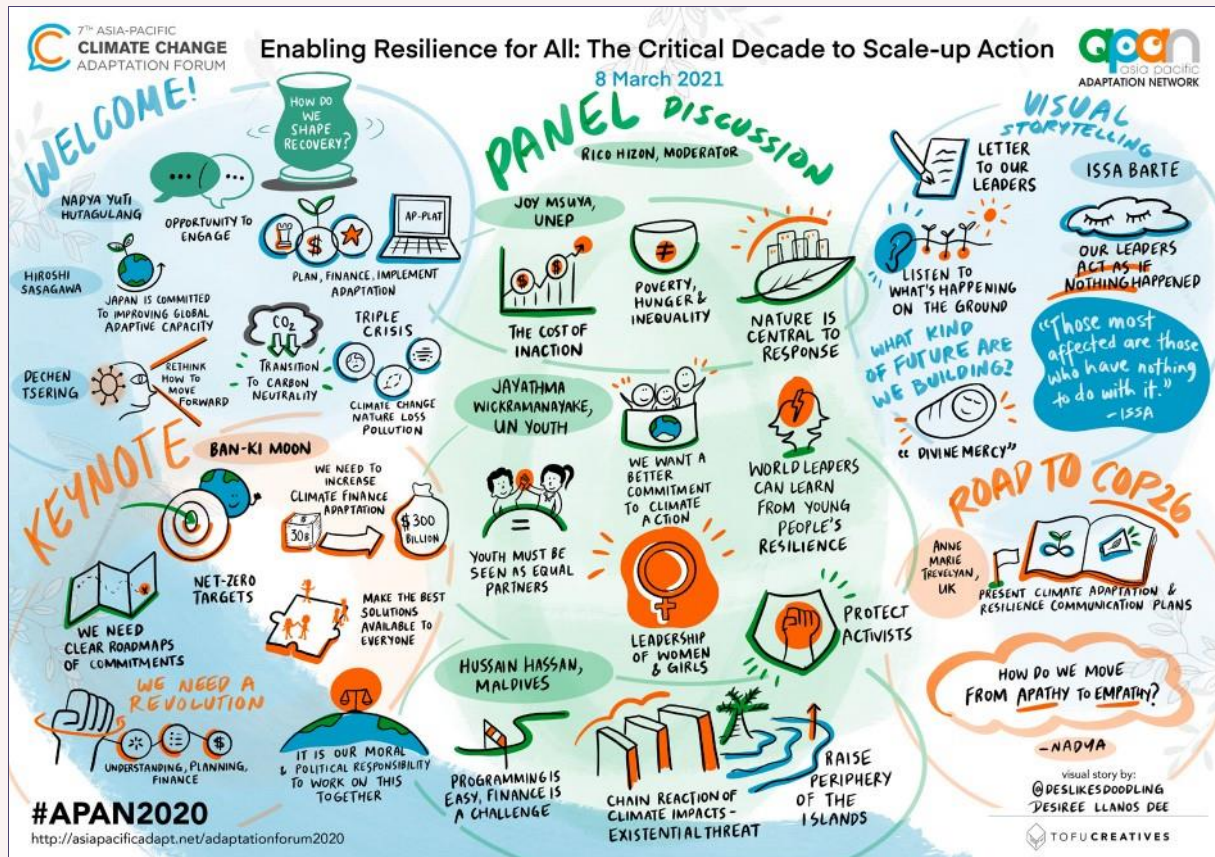 7TH ASIA-PACIFIC
CLIMATE CHANGE
ADAPTATION FORUM
Enabling Resilience for All: The Critical Decade to Scale-up Action
8 March 2021
apan
asia pacific
ADAPTATION NETWORK
WELCOME!
HOW DO
WE
SHAPE
RECOVERY?
NADYA YUTI
HUTAGULANG
OPPORTUNITY TO
ENGAGE
$
AP-PLAT
PLAN, FINANCE, IMPLEMENT
ADAPTATION
HIROSHI
SASAGAWA
JAPAN IS COMMITTED
TO IMPROVING GLOBAL
ADAPTIVE CAPACITY
DECHEN
TSERING
RETHINK
HOW TO
MOVE
FORWARD
CO2
TRANSITION
TO CARBON
NEUTRALITY
TRIPLE
CRISIS
CLIMATE CHANGE
NATURE LOSS
POLLUTION
KEYNOTE
BAN-KI MOON
NET-ZERO
TARGETS
WE NEED TO
INCREASE
CLIMATE FINANCE
ADAPTATION
30B
$300
BILLION
WE NEED
CLEAR ROADMAPS
OF COMMITMENTS
MAKE THE BEST
SOLUTIONS
AVAILABLE TO
EVERYONE
WE NEED A
REVOLUTION
$
UNDERSTANDING, PLANNING,
FINANCE
IT IS OUR MORAL
& POLITICAL RESPONSIBILITY
TO WORK ON THIS
TOGETHER
#APAN2020
http://asiapacificadapt.net/adaptationforum2020
PANEL DISCUSSION
RICO HIZON, MODERATOR
JOY MSUYA,
UNEP
$ $
THE COST OF
INACTION
≠
POVERTY,
HUNGER &
INEQUALITY
NATURE IS
CENTRAL TO
RESPONSE
JAYATHMA
WICKRAMANAYAKE,
UN YOUTH
=
YOUTH MUST BE
SEEN AS EQUAL
PARTNERS
WE WANT A
BETTER
COMMITMENT
TO CLIMATE
ACTION
WORLD LEADERS
CAN LEARN
FROM YOUNG
PEOPLE'S
RESILIENCE
LEADERSHIP
OF WOMEN
& GIRLS
PROTECT
ACTIVISTS
HUSSAIN HASSAN,
MALDIVES
PROGRAMMING IS
EASY, FINANCE IS
A CHALLENGE
CHAIN REACTION OF
CLIMATE IMPACTS-
EXISTENTIAL THREAT
RAISE
PERIPHERY
OF THE
ISLANDS
VISUAL
STORYTELLING
LETTER
TO OUR
LEADERS
ISSA BARTE
LISTEN TO
WHAT'S HAPPENING
ON THE GROUND
OUR LEADERS
ACT AS IF
NOTHING HAPPENED
WHAT KIND
OF FUTURE ARE
WE BUILDING?
"DIVINE MERCY"
"Those most
affected are those
who have nothing
to do with it."
-ISSA
ROAD TO COP26
ANNE
MARIE
TREVELYAN,
UK
PRESENT CLIMATE ADAPTATION &
RESILIENCE COMMUNICATION PLANS
HOW DO WE MOVE
FROM APATHY TO EMPATHY?
-NADYA
visual story by:
@DESLIKESDOODLING
DESIREE LLANOS DEE
TOFU CREATIVES